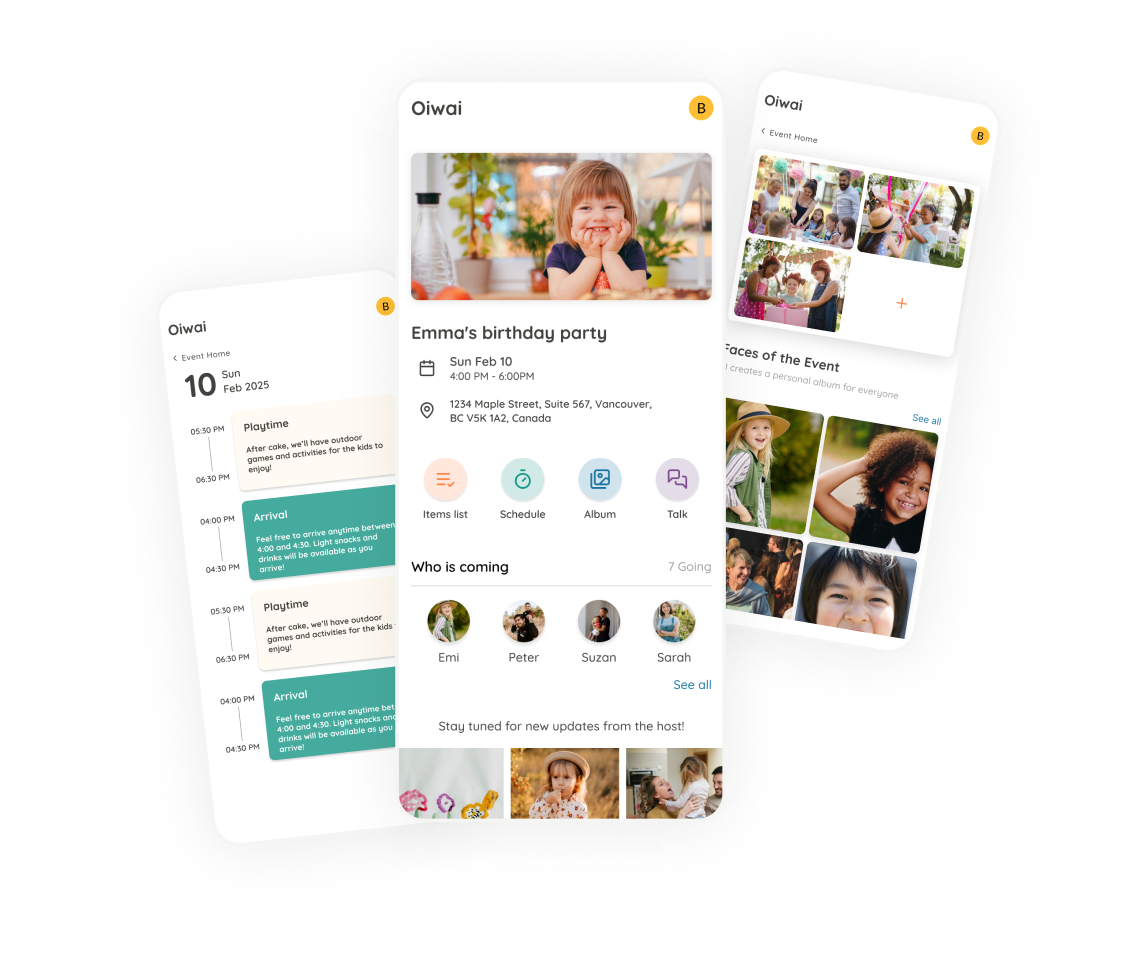 Oiwai
B
Event Home
10
Sun
Feb 2025
05:30 PM
06:30 PM
Playtime
After cake, we'll have outdoor
games and activities for the kids to
enjoy!
04:00 PM
04:30 PM
Arrival
Feel free to arrive anytime between
4:00 and 4:30. Light snacks and
drinks will be available as you
arrive!
05:30 PM
06:30 PM
Playtime
After cake, we'll have outdoor
games and activities for the kids
enjoy!
04:00 PM
04:30 PM
Arrival
Feel free to arrive anytime bet
4:00 and 4:30. Light snacks and
drinks will be available as you
arrive!
Oiwai
B
Emma's birthday party
Sun Feb 10
4:00 PM - 6:00PM
1234 Maple Street, Suite 567, Vancouver,
BC V5K 1A2, Canada
Items list
Schedule
Album
Talk
Who is coming
7 Going
Emi
Peter
Suzan
Sarah
See all
Stay tuned for new updates from the host!
Oiwai
B
Event Home
Faces of the Event
creates a personal album for everyone
See all